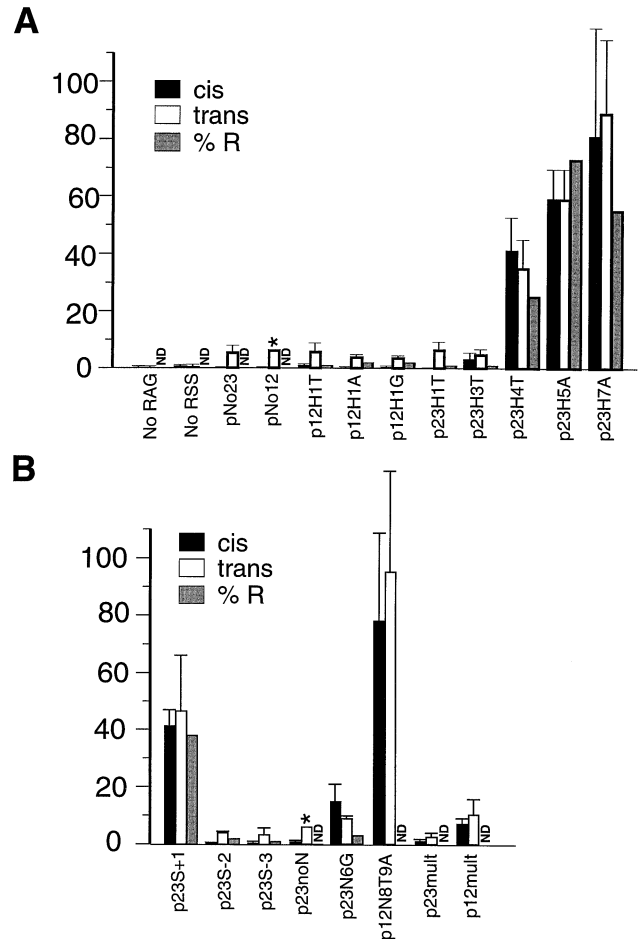 A
100
80
60
40
20
0
cis
trans
% R
ND
ND
ND
*
ND
No RAG
No RSS
pNo23
pNo12
p12H1T
p12H1A
p12H1G
p23H1T
p23H3T
p23H4T
p23H5A
p23H7A
B
100
80
60
40
20
0
cis
trans
% R
*
ND
ND
ND
ND
p23S+1
p23S-2
p23S-3
p23noN
p23N6G
p12N8T9A
p23mult
p12mult